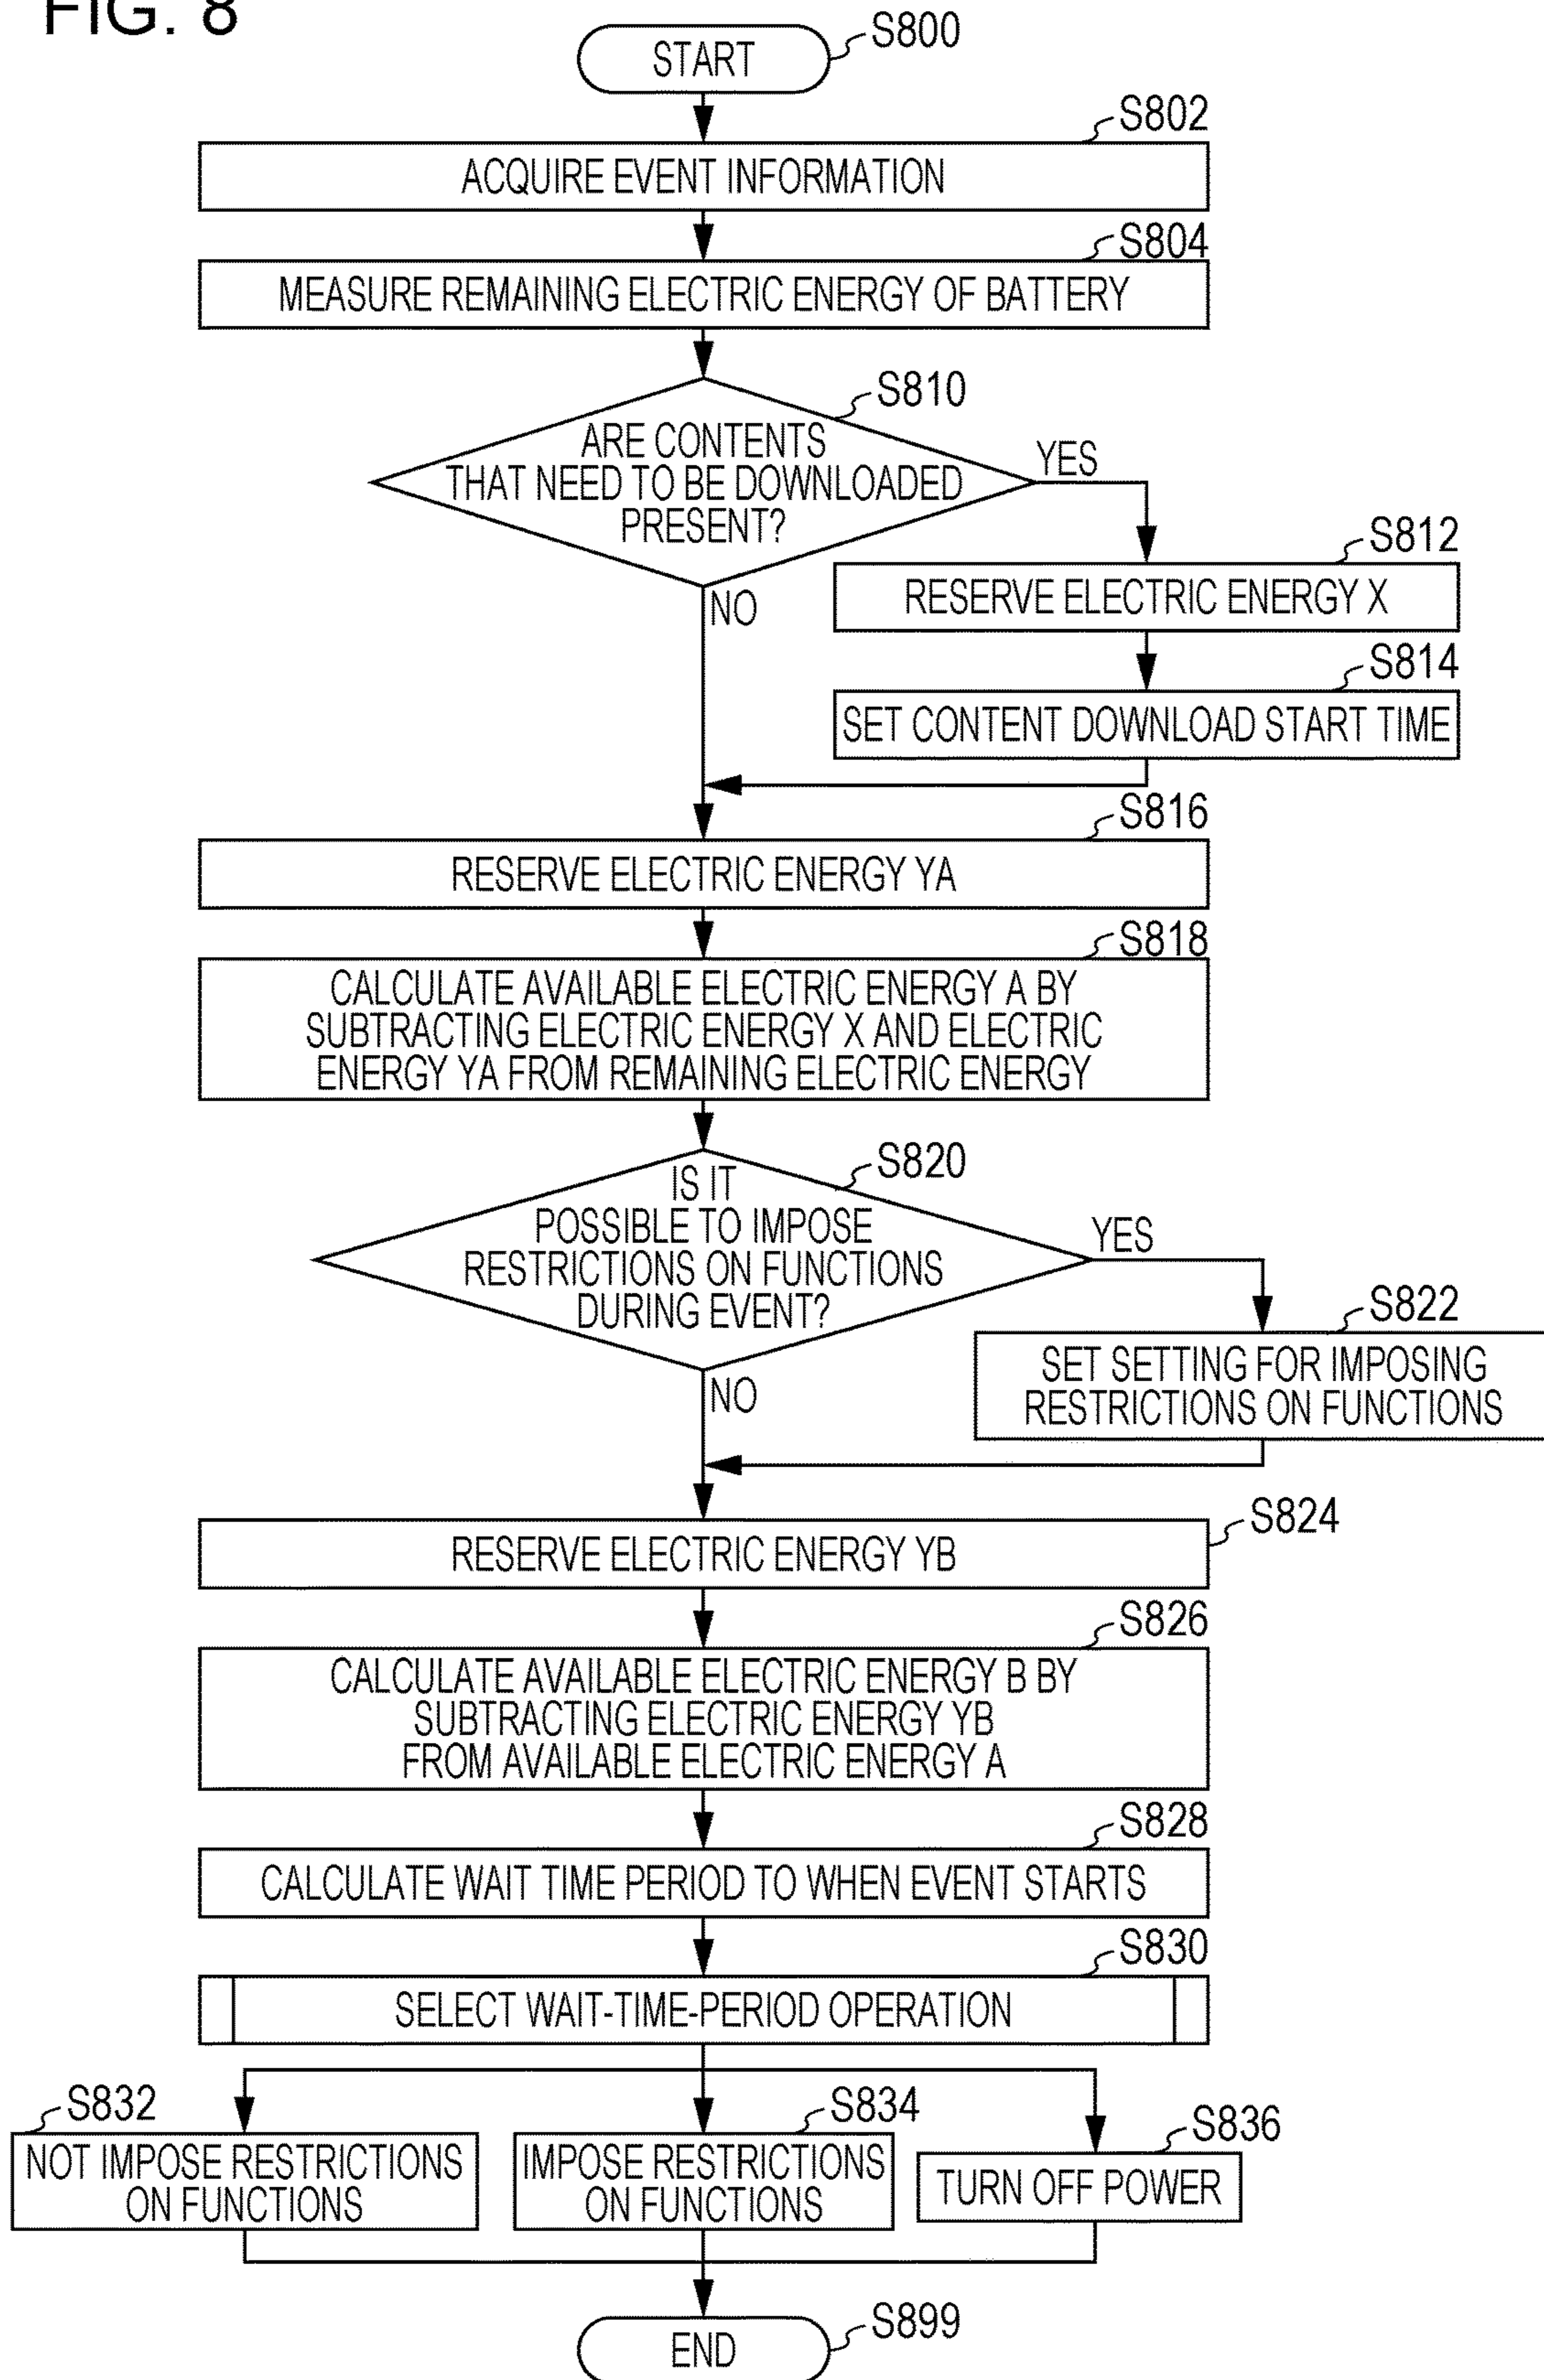 FIG. 8
START
S800
S802
ACQUIRE EVENT INFORMATION
S804
MEASURE REMAINING ELECTRIC ENERGY OF BATTERY
S810
ARE CONTENTS
THAT NEED TO BE DOWNLOADED
PRESENT?
YES
NO
S812
RESERVE ELECTRIC ENERGY X
S814
SET CONTENT DOWNLOAD START TIME
S816
RESERVE ELECTRIC ENERGY YA
S818
CALCULATE AVAILABLE ELECTRIC ENERGY A BY
SUBTRACTING ELECTRIC ENERGY X AND ELECTRIC
ENERGY YA FROM REMAINING ELECTRIC ENERGY
S820
IS IT
POSSIBLE TO IMPOSE
RESTRICTIONS ON FUNCTIONS
DURING EVENT?
YES
NO
S822
SET SETTING FOR IMPOSING
RESTRICTIONS ON FUNCTIONS
S824
RESERVE ELECTRIC ENERGY YB
S826
CALCULATE AVAILABLE ELECTRIC ENERGY B BY
SUBTRACTING ELECTRIC ENERGY YB
FROM AVAILABLE ELECTRIC ENERGY A
S828
CALCULATE WAIT TIME PERIOD TO WHEN EVENT STARTS
S830
SELECT WAIT-TIME-PERIOD OPERATION
S832
NOT IMPOSE RESTRICTIONS
ON FUNCTIONS
S834
IMPOSE RESTRICTIONS
ON FUNCTIONS
S836
TURN OFF POWER
END
S899